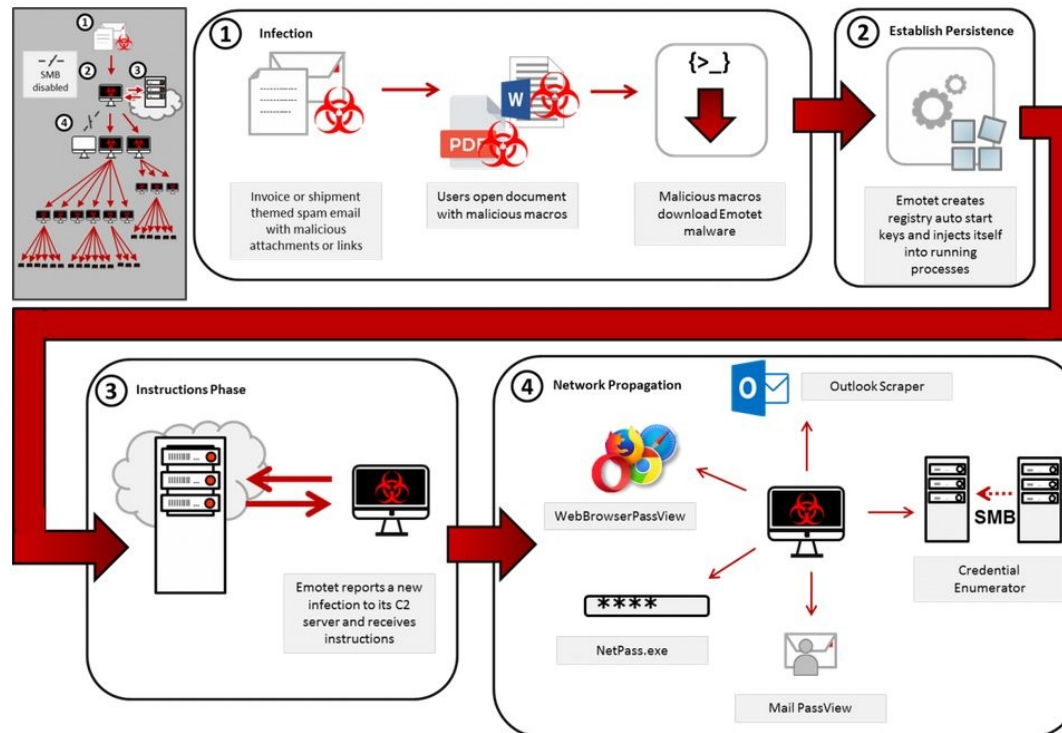 1
- / -
SMB
disabled
2
3
4
1 Infection
W
PDF
{>_}
Invoice or shipment
themed spam email
with malicious
attachments or links
Users open document
with malicious macros
Malicious macros
download Emotet
malware
2 Establish Persistence
Emotet creates
registry auto start
keys and injects itself
into running
processes
3 Instructions Phase
Emotet reports a new
infection to its C2
server and receives
instructions
4 Network Propagation
O
Outlook Scraper
WebBrowserPassView
SMB
Credential
Enumerator
****
NetPass.exe
Mail PassView